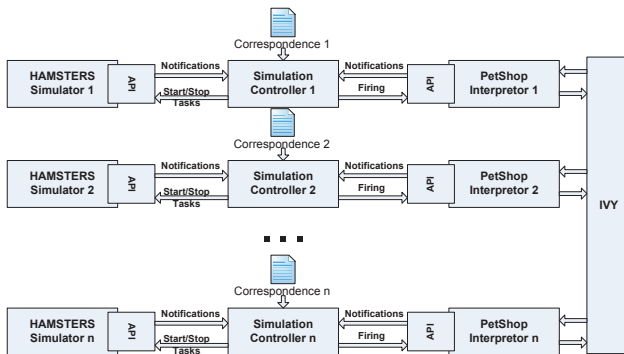 Correspondence 1
HAMSTERS
Simulator 1
API
Notifications
Start/Stop
Tasks
Simulation
Controller 1
Notifications
Firing
API
PetShop
Interpretor 1
Correspondence 2
HAMSTERS
Simulator 2
API
Notifications
Start/Stop
Tasks
Simulation
Controller 2
Notifications
Firing
API
PetShop
Interpretor 2
IVY
...
Correspondence n
HAMSTERS
Simulator n
API
Notifications
Start/Stop
Tasks
Simulation
Controller n
Notifications
Firing
API
PetShop
Interpretor n